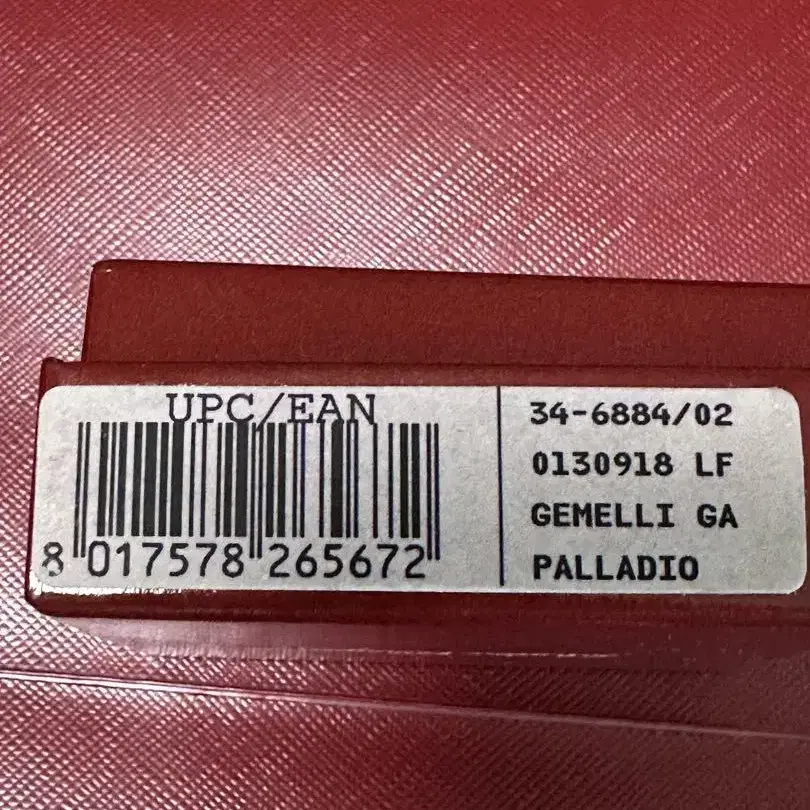 UPC/EAN
8 017578 265672
34-6884/02
0130918 LF
GEMELLI GA
PALLADIO